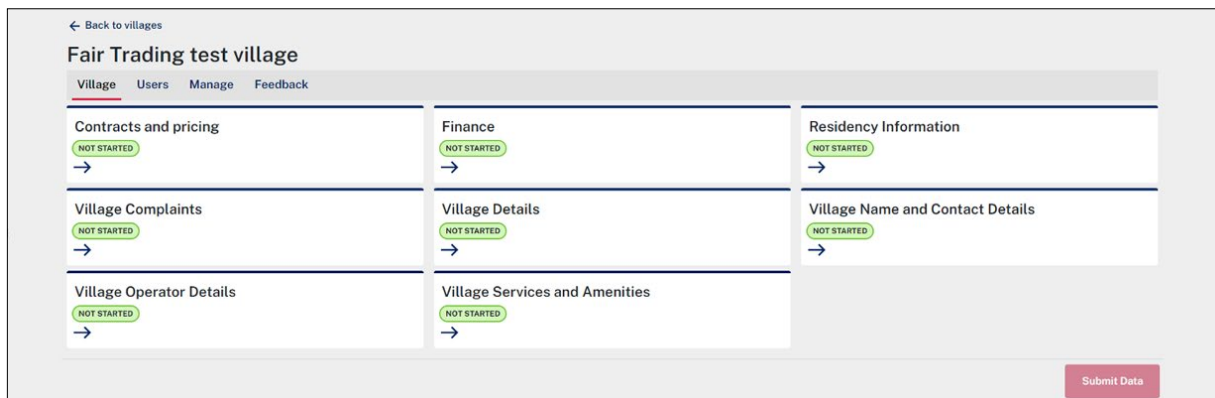 ← Back to villages
Fair Trading test village
Village Users Manage Feedback
Contracts and pricing
NOT STARTED
→
Finance
NOT STARTED
→
Residency Information
NOT STARTED
→
Village Complaints
NOT STARTED
→
Village Details
NOT STARTED
→
Village Name and Contact Details
NOT STARTED
→
Village Operator Details
NOT STARTED
→
Village Services and Amenities
NOT STARTED
→
Submit Data